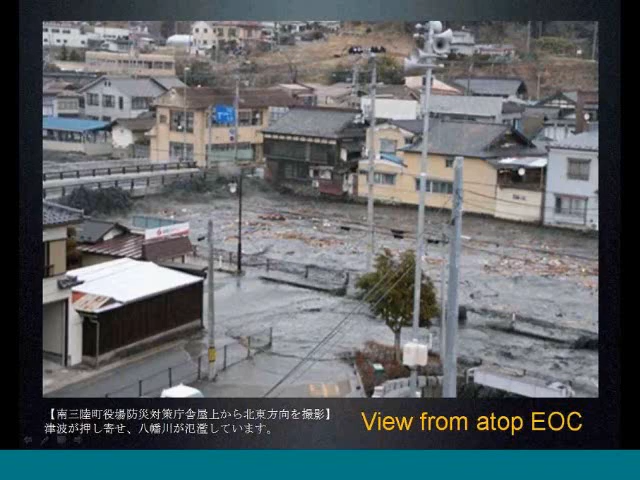 【南三陸町役場防災対策庁舎屋上から北東方向を撮影】
津波が押し寄せ、八幡川が氾濫しています。
View from atop EOC